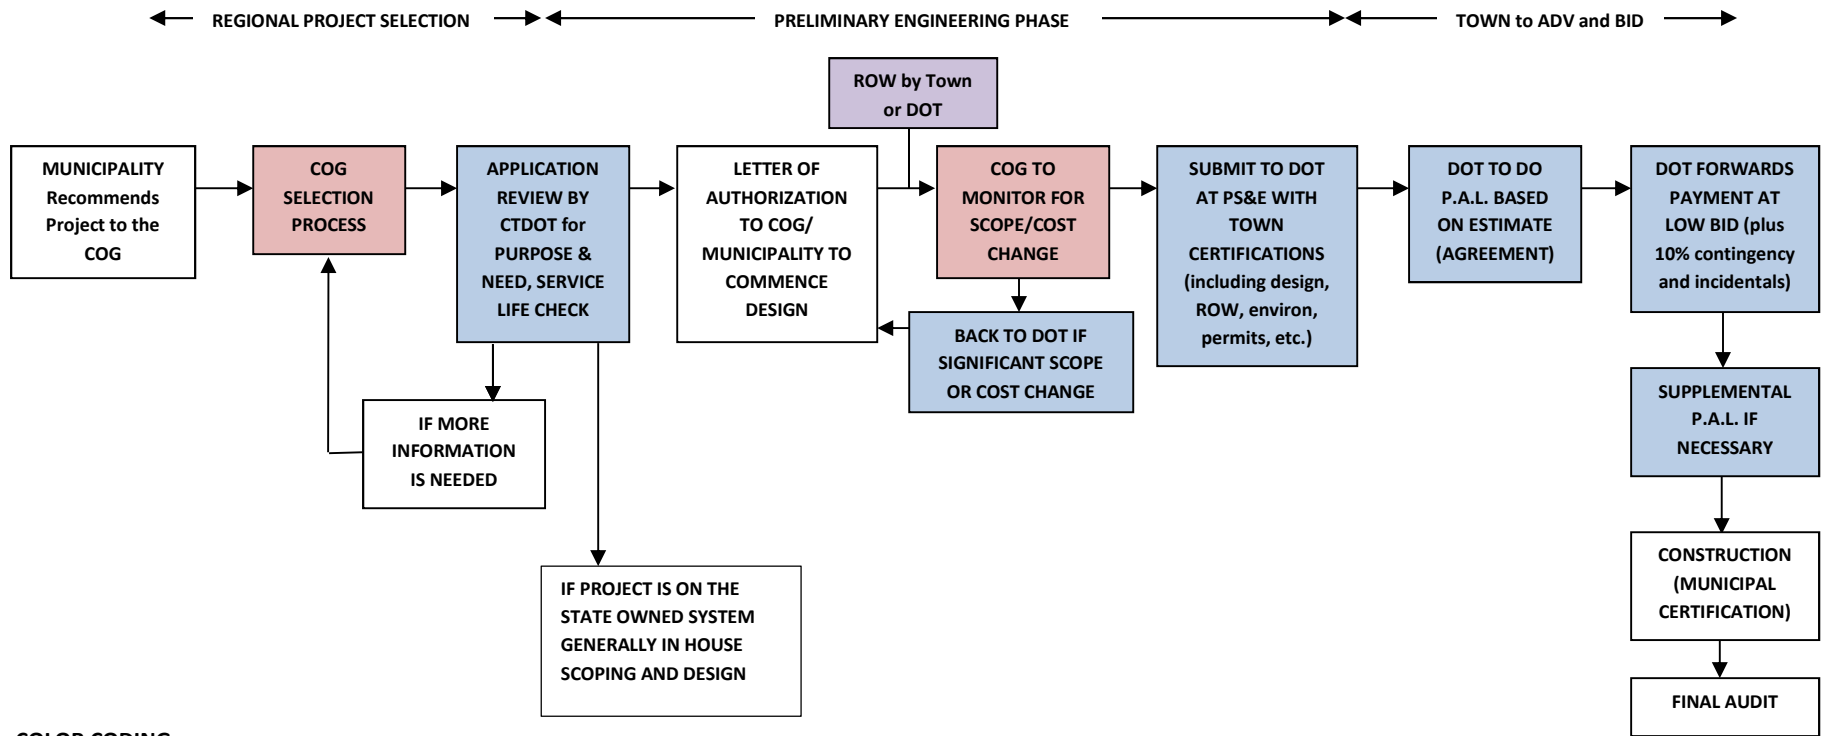 REGIONAL PROJECT SELECTION
PRELIMINARY ENGINEERING PHASE
TOWN to ADV and BID
ROW by Town
or DOT
MUNICIPALITY
Recommends
Project to the
COG
COG
SELECTION
PROCESS
APPLICATION
REVIEW BY
CTDOT for
PURPOSE &
NEED, SERVICE
LIFE CHECK
LETTER OF
AUTHORIZATION
TO COG/
MUNICIPALITY TO
COMMENCE
DESIGN
COG TO
MONITOR FOR
SCOPE/COST
CHANGE
SUBMIT TO DOT
AT PS&E WITH
TOWN
CERTIFICATIONS
(including design,
ROW, environ,
permits, etc.)
DOT TO DO
P.A.L. BASED
ON ESTIMATE
(AGREEMENT)
DOT FORWARDS
PAYMENT AT
LOW BID (plus
10% contingency
and incidentals)
BACK TO DOT IF
SIGNIFICANT SCOPE
OR COST CHANGE
IF MORE
INFORMATION
IS NEEDED
SUPPLEMENTAL
P.A.L. IF
NECESSARY
IF PROJECT IS ON THE
STATE OWNED SYSTEM
GENERALLY IN HOUSE
SCOPING AND DESIGN
CONSTRUCTION
(MUNICIPAL
CERTIFICATION)
FINAL AUDIT
COLOR CODING